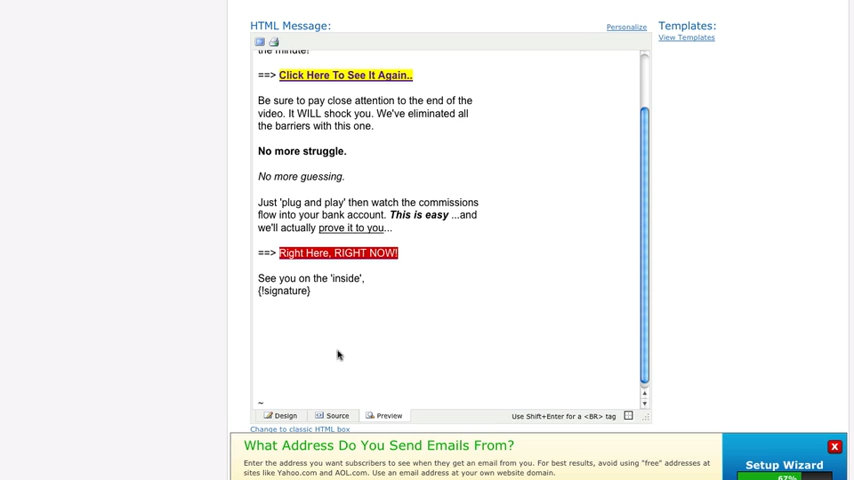 HTML Message:
Personalize
Templates:
View Templates
the minute!
==> Click Here To See It Again..
Be sure to pay close attention to the end of the
video. It WILL shock you. We've eliminated all
the barriers with this one.
No more struggle.
No more guessing.
Just 'plug and play' then watch the commissions
flow into your bank account. This is easy ...and
we'll actually prove it to you...
==> Right Here, RIGHT NOW!
See you on the 'inside',
{!signature}
~
Design
Source
Preview
Use Shift+Enter for a <BR> tag
Change to classic HTML box
What Address Do You Send Emails From?
Enter the address you want subscribers to see when they get an email from you. For best results, avoid using "free" addresses at
sites like Yahoo.com and AOL.com. Use an email address at your own website domain.
X
Setup Wizard
67%